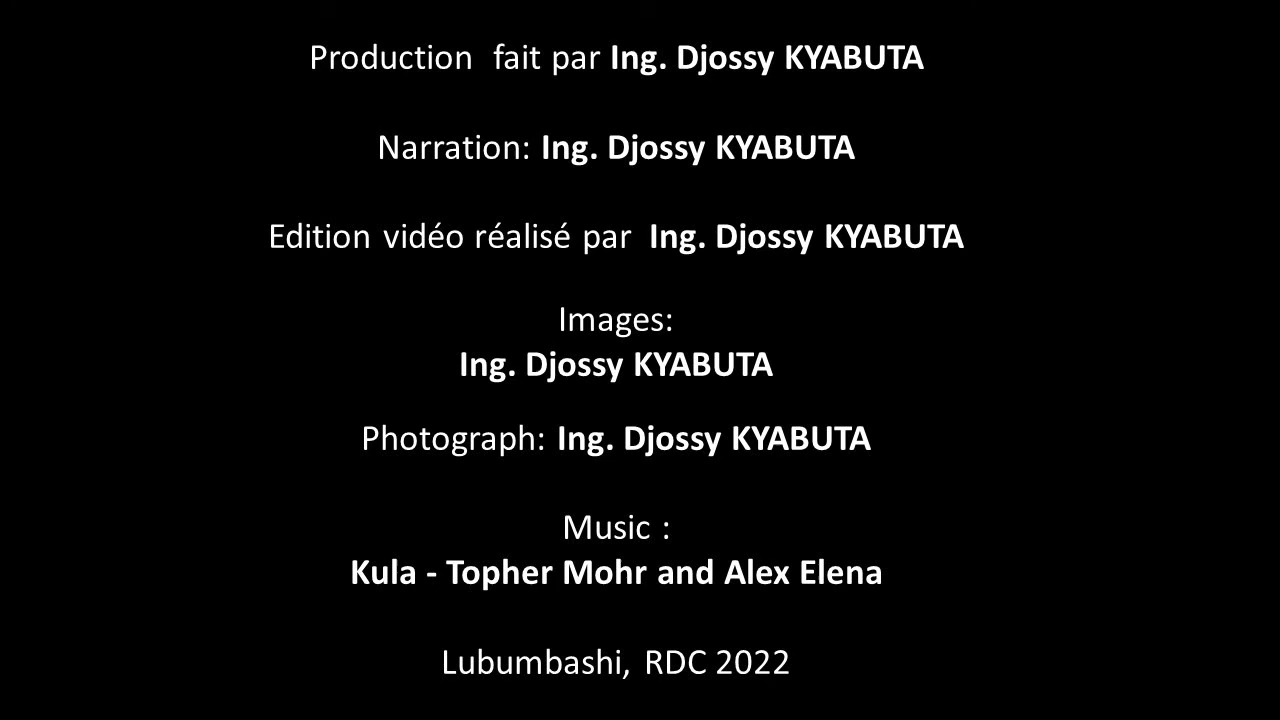 Production fait par Ing. Djossy KYABUTA
Narration: Ing. Djossy KYABUTA
Edition vidéo réalisé par Ing. Djossy KYABUTA
Images:
Ing. Djossy KYABUTA
Photograph: Ing. Djossy KYABUTA
Music :
Kula - Topher Mohr and Alex Elena
Lubumbashi, RDC 2022